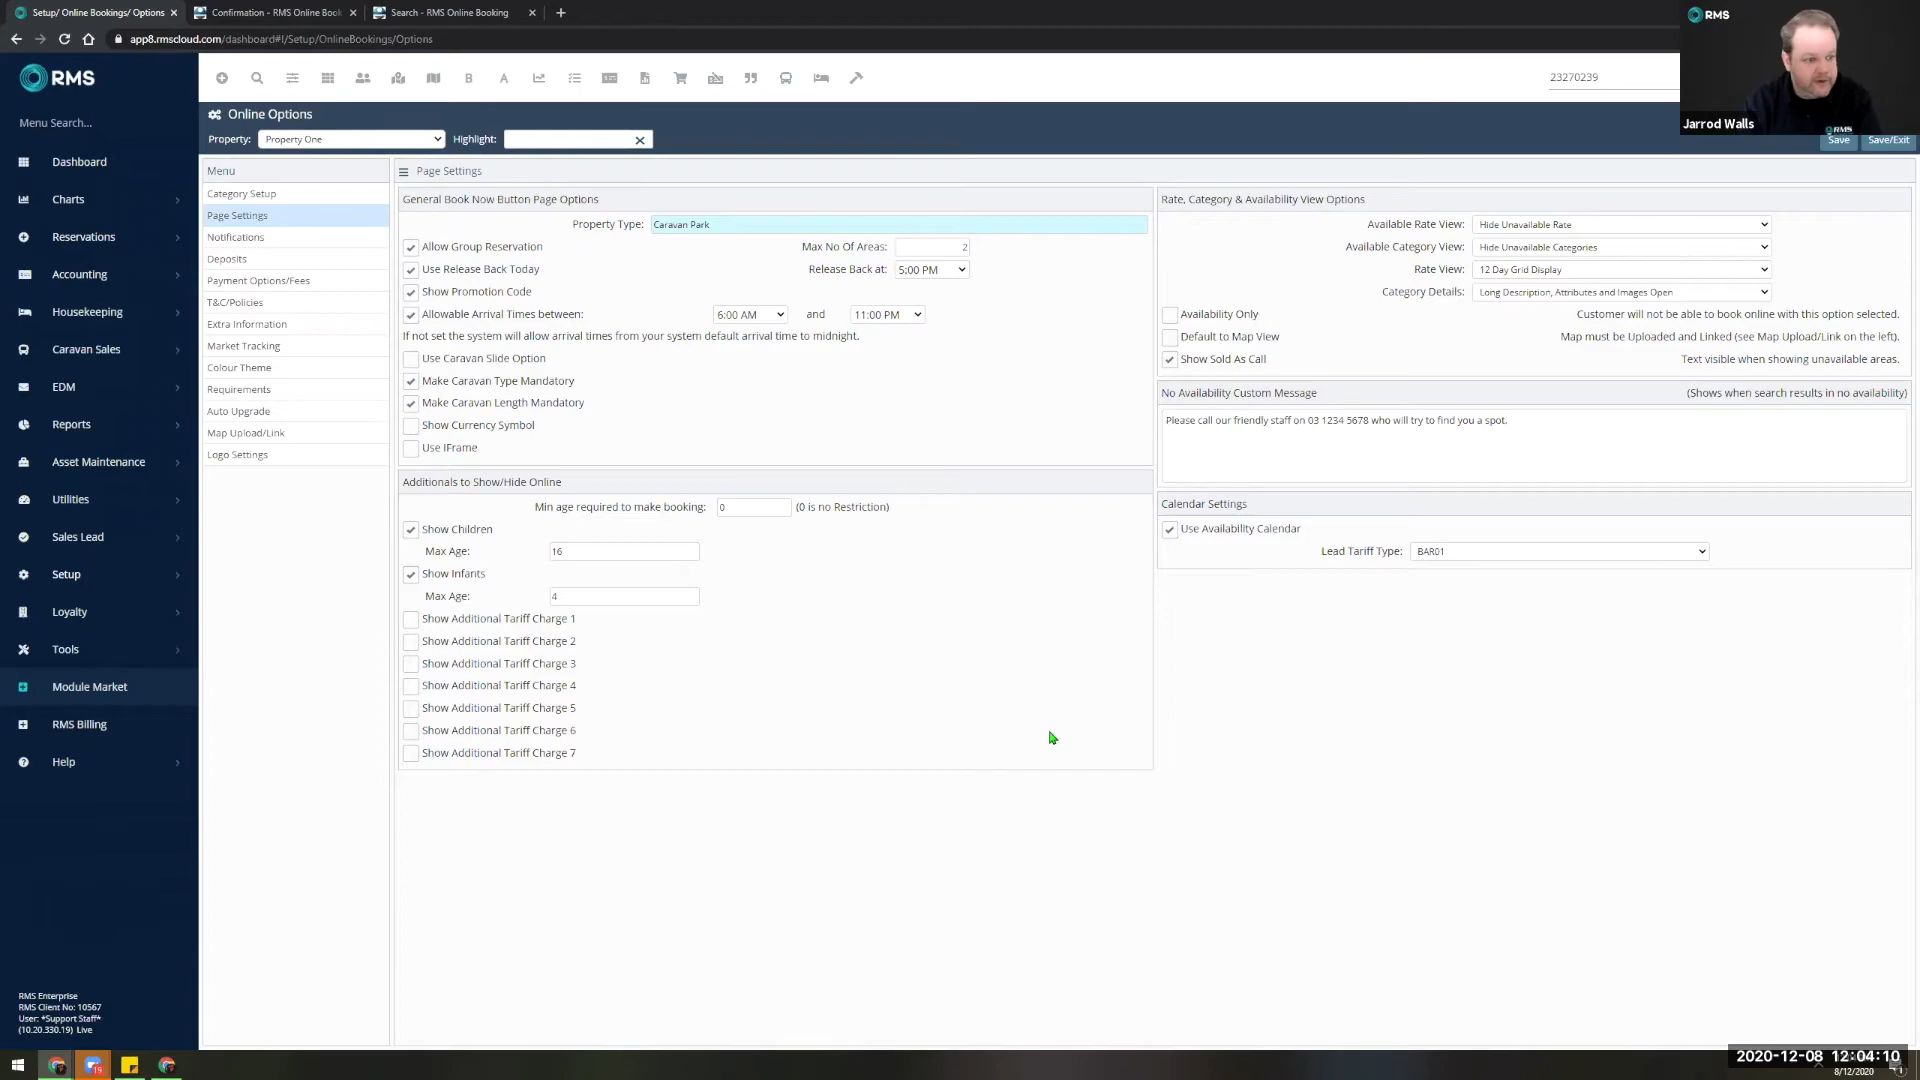 Setup/ Online Bookings/ Options
Confirmation - RMS Online Book
Search - RMS Online Booking
app8.rmscloud.com/dashboard#!/Setup/OnlineBookings/Options
RMS
Menu Search...
Dashboard
Charts
Reservations
Accounting
Housekeeping
Caravan Sales
EDM
Reports
Asset Maintenance
Utilities
Sales Lead
Setup
Loyalty
Tools
Module Market
RMS Billing
Help
RMS Enterprise
RMS Client No: 10567
User: *Support Staff*
(10.20.330.19) Live
23270239
RMS
Jarrod Walls
RMS
Online Options
Property: Property One Highlight:
Save Save/Exit
Menu
Category Setup
Page Settings
Notifications
Deposits
Payment Options/Fees
T&C/Policies
Extra Information
Market Tracking
Colour Theme
Requirements
Auto Upgrade
Map Upload/Link
Logo Settings
Page Settings
General Book Now Button Page Options
Property Type: Caravan Park
Allow Group Reservation Max No Of Areas: 2
Use Release Back Today Release Back at: 5:00 PM
Show Promotion Code
Allowable Arrival Times between: 6:00 AM and 11:00 PM
If not set the system will allow arrival times from your system default arrival time to midnight.
Use Caravan Slide Option
Make Caravan Type Mandatory
Make Caravan Length Mandatory
Show Currency Symbol
Use IFrame
Additionals to Show/Hide Online
Min age required to make booking: 0 (0 is no Restriction)
Show Children
Max Age: 16
Show Infants
Max Age: 4
Show Additional Tariff Charge 1
Show Additional Tariff Charge 2
Show Additional Tariff Charge 3
Show Additional Tariff Charge 4
Show Additional Tariff Charge 5
Show Additional Tariff Charge 6
Show Additional Tariff Charge 7
Rate, Category & Availability View Options
Available Rate View: Hide Unavailable Rate
Available Category View: Hide Unavailable Categories
Rate View: 12 Day Grid Display
Category Details: Long Description, Attributes and Images Open
Availability Only Customer will not be able to book online with this option selected.
Default to Map View Map must be Uploaded and Linked (see Map Upload/Link on the left).
Show Sold As Call Text visible when showing unavailable areas.
No Availability Custom Message (Shows when search results in no availability)
Please call our friendly staff on 03 1234 5678 who will try to find you a spot.
Calendar Settings
Use Availability Calendar
Lead Tariff Type: BAR01
2020-12-08 12:04:10
8/12/2020